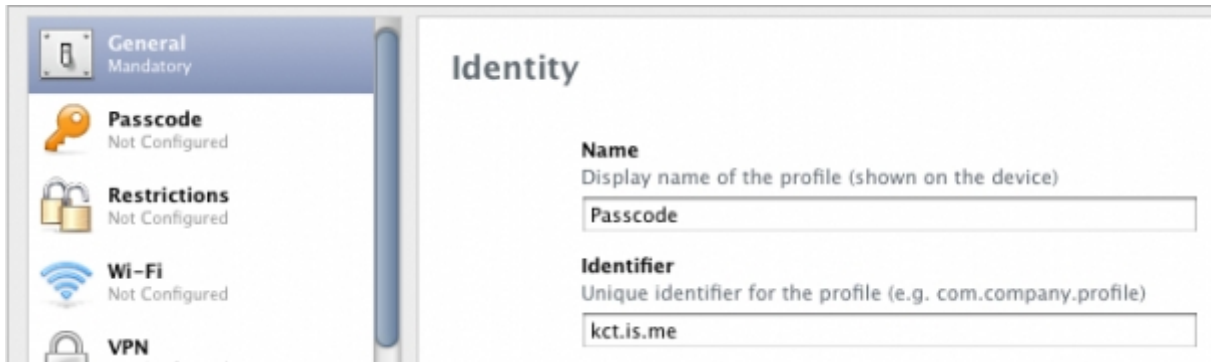 General
Mandatory
Passcode
Not Configured
Restrictions
Not Configured
Wi-Fi
Not Configured
VPN
Identity
Name
Display name of the profile (shown on the device)
Passcode
Identifier
Unique identifier for the profile (e.g. com.company.profile)
kct.is.me